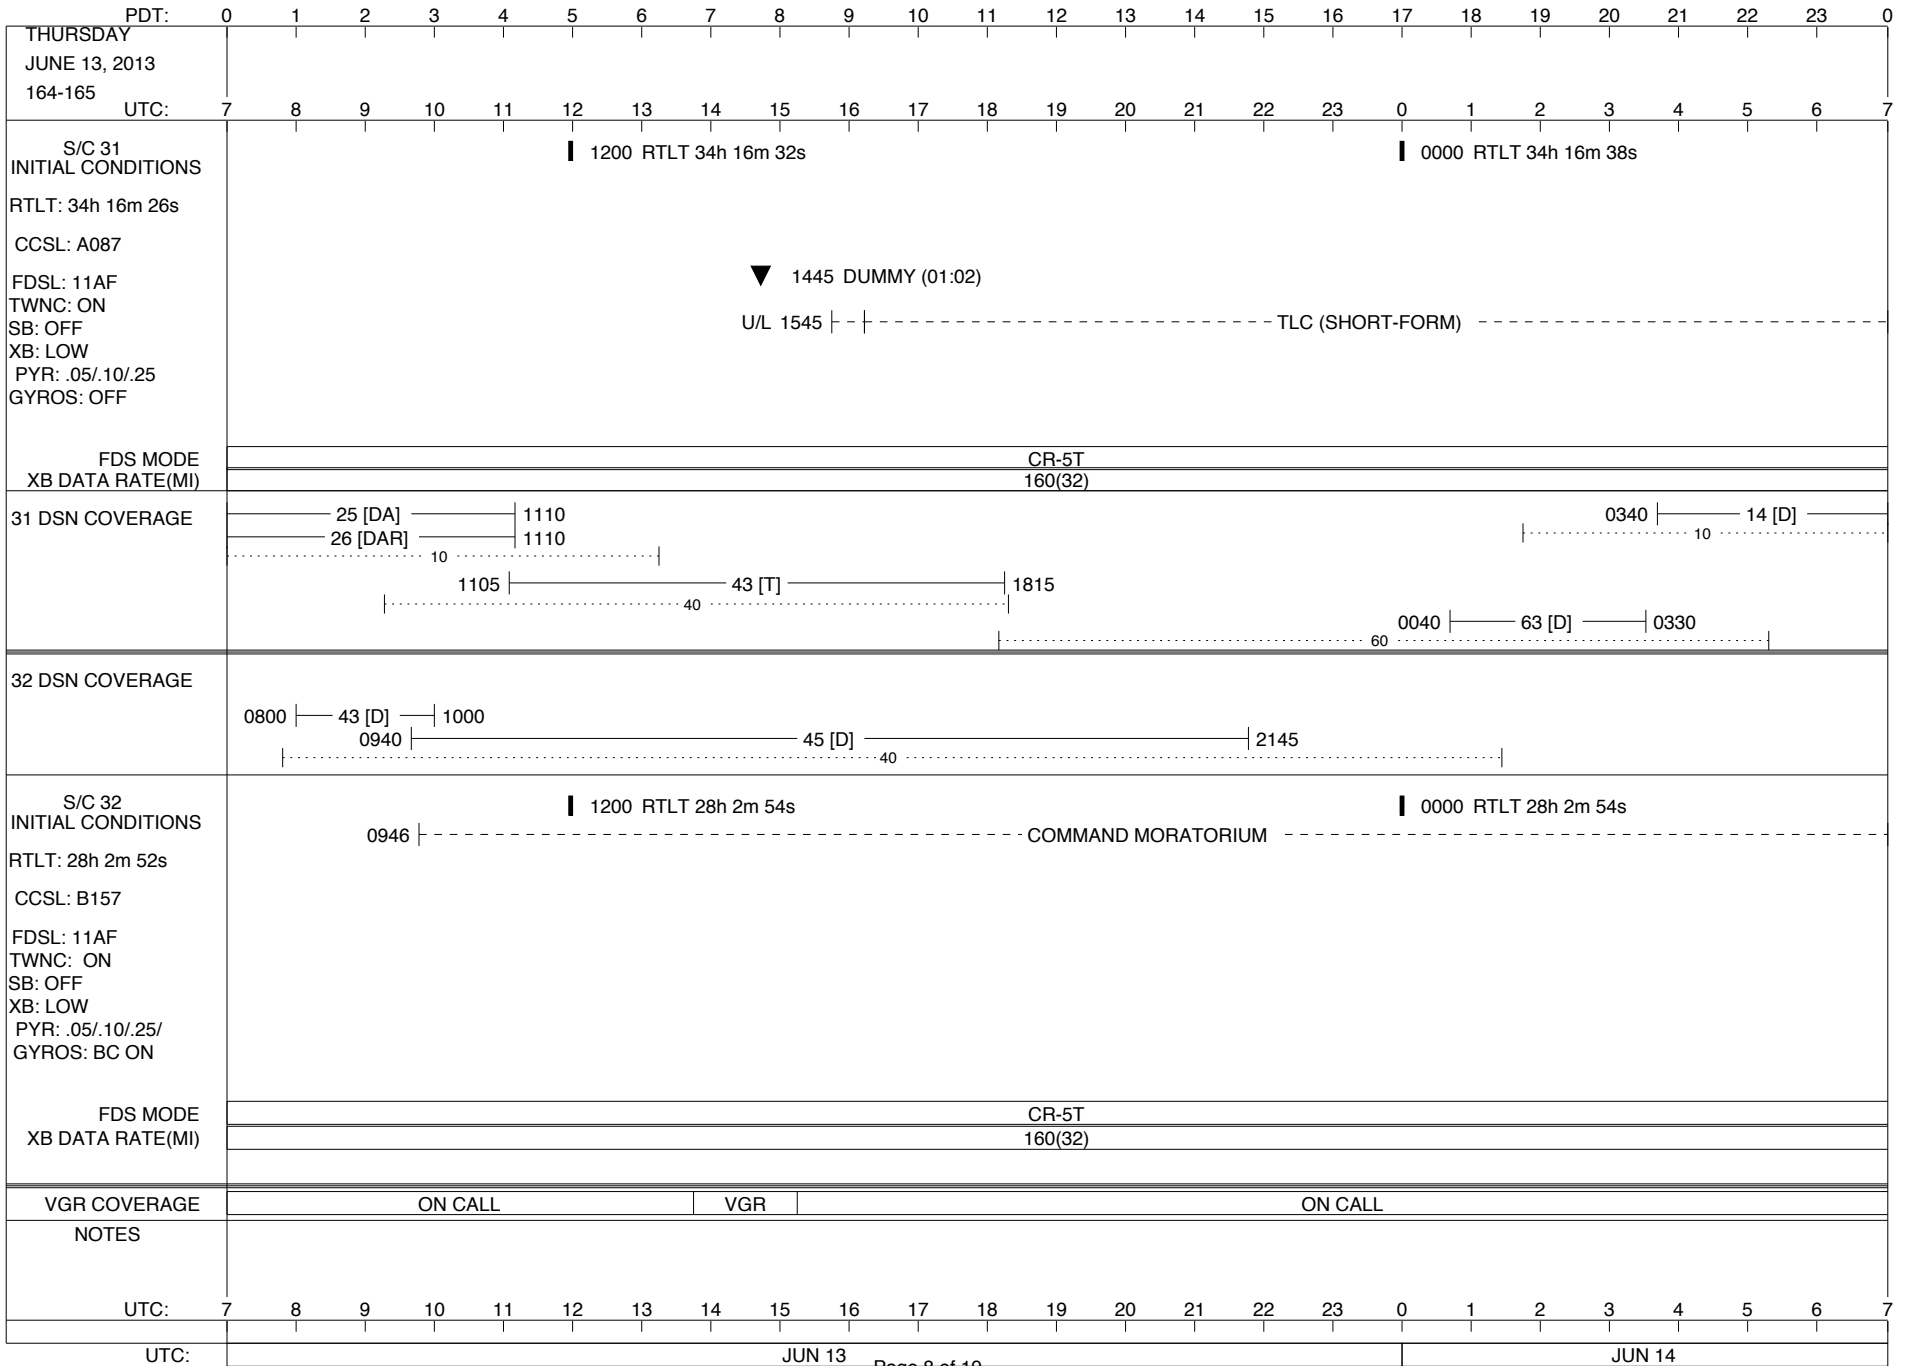 PDT: 0 1 2 3 4 5 6 7 8 9 10 11 12 13 14 15 16 17 18 19 20 21 22 23 0
THURSDAY
JUNE 13, 2013
164-165
UTC: 7 8 9 10 11 12 13 14 15 16 17 18 19 20 21 22 23 0 1 2 3 4 5 6 7
S/C 31
INITIAL CONDITIONS
1200 RTLT 34h 16m 32s
0000 RTLT 34h 16m 38s
RTLT: 34h 16m 26s
CCSL: A087
FDSL: 11AF
1445 DUMMY (01:02)
TWNC: ON
SB: OFF
U/L 1545 TLC (SHORT-FORM)
XB: LOW
PYR: .05/.10/.25
GYROS: OFF
FDS MODE CR-5T
XB DATA RATE(MI) 160(32)
31 DSN COVERAGE
25 [DA] 1110
0340 14 [D]
26 [DAR] 1110
10
10
1105 43 [T] 1815
40
0040 63 [D] 0330
60
32 DSN COVERAGE
0800 43 [D] 1000
0940 45 [D] 2145
40
S/C 32
INITIAL CONDITIONS
1200 RTLT 28h 2m 54s
0000 RTLT 28h 2m 54s
0946 COMMAND MORATORIUM
RTLT: 28h 2m 52s
CCSL: B157
FDSL: 11AF
TWNC: ON
SB: OFF
XB: LOW
PYR: .05/.10/.25/
GYROS: BC ON
FDS MODE CR-5T
XB DATA RATE(MI) 160(32)
VGR COVERAGE ON CALL VGR ON CALL
NOTES
UTC: 7 8 9 10 11 12 13 14 15 16 17 18 19 20 21 22 23 0 1 2 3 4 5 6 7
UTC: JUN 13 JUN 14
Page 8 of 19